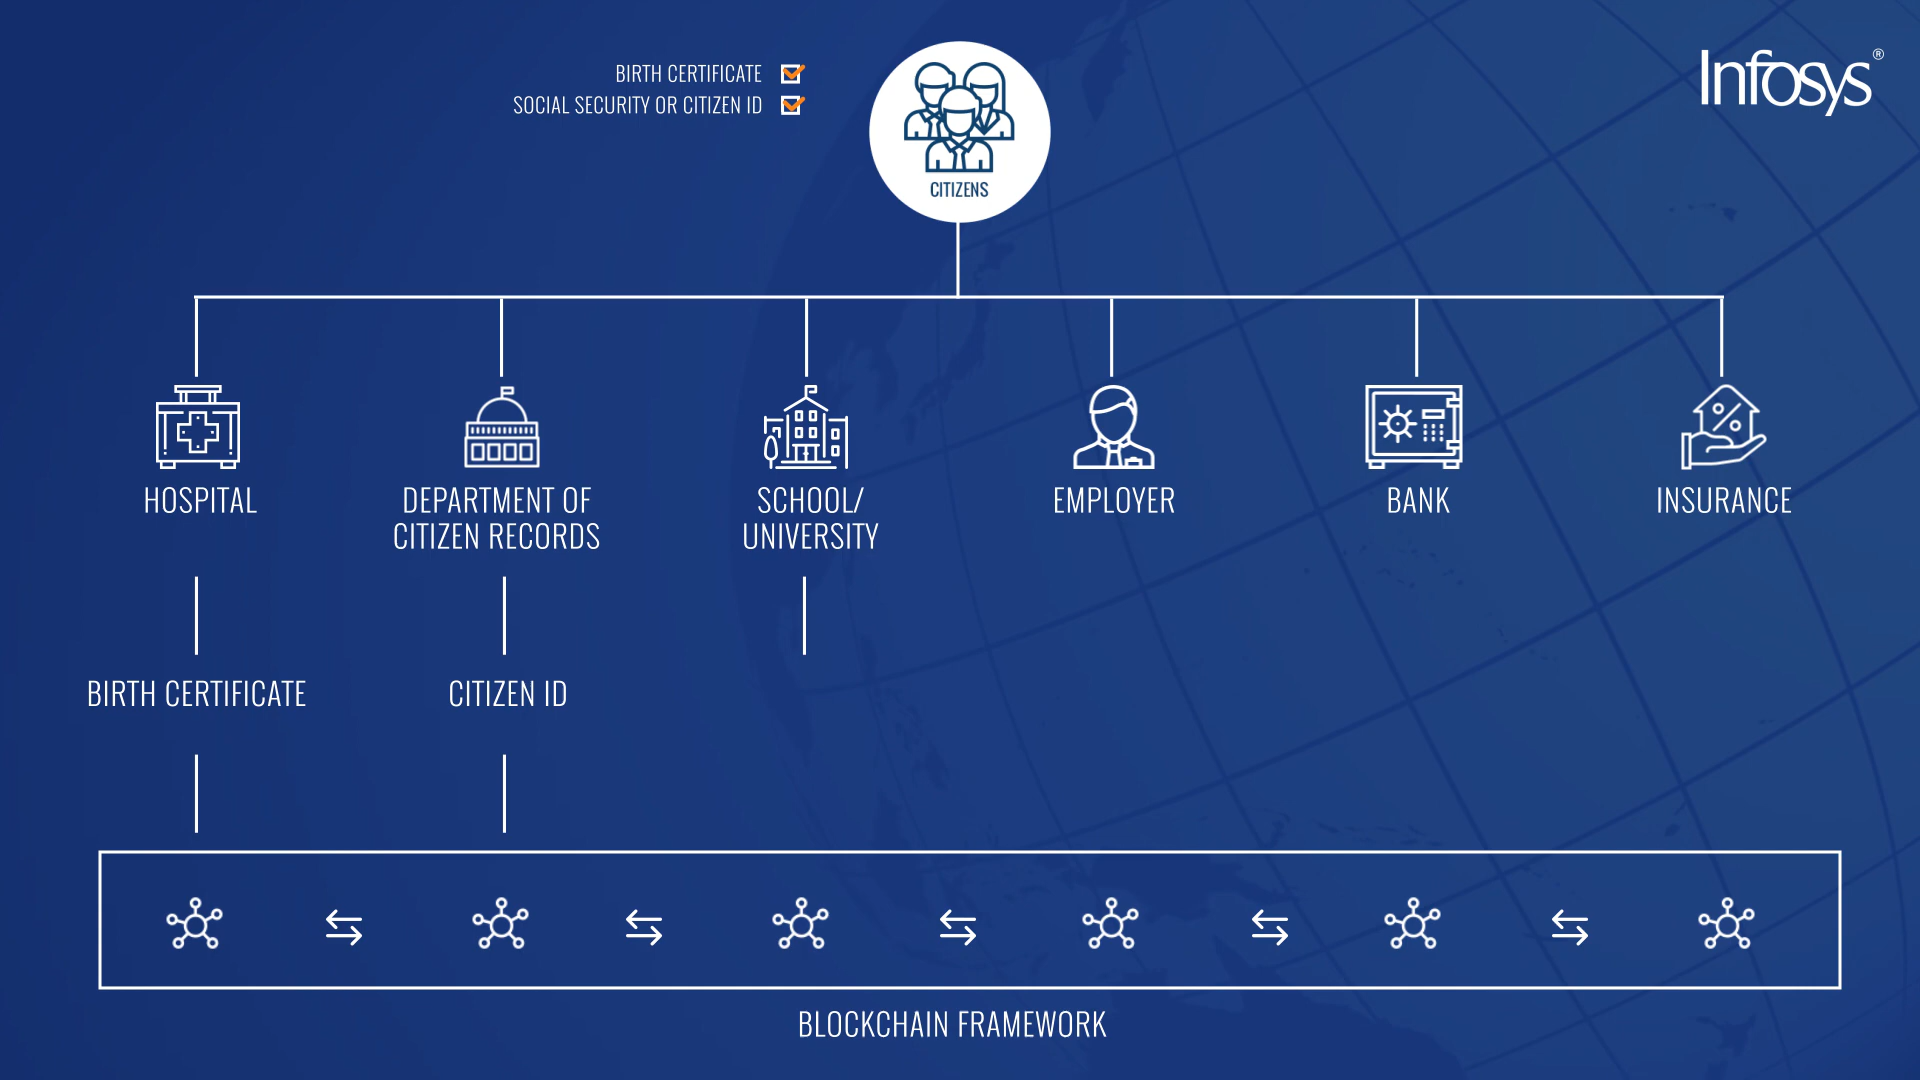 BIRTH CERTIFICATE
SOCIAL SECURITY OR CITIZEN ID
CITIZENS
Infosys®
HOSPITAL
DEPARTMENT OF
CITIZEN RECORDS
SCHOOL/
UNIVERSITY
EMPLOYER
BANK
INSURANCE
BIRTH CERTIFICATE
CITIZEN ID
BLOCKCHAIN FRAMEWORK